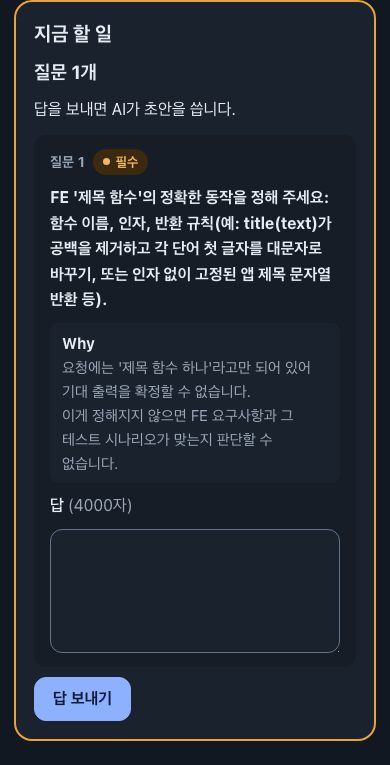 지금 할 일
질문 1개
답을 보내면 AI가 초안을 씁니다.
질문 1 필수
FE '제목 함수'의 정확한 동작을 정해 주세요:
함수 이름, 인자, 반환 규칙(예: title(text)가
공백을 제거하고 각 단어 첫 글자를 대문자로
바꾸기, 또는 인자 없이 고정된 앱 제목 문자열
반환 등).
Why
요청에는 '제목 함수 하나'라고만 되어 있어
기대 출력을 확정할 수 없습니다.
이게 정해지지 않으면 FE 요구사항과 그
테스트 시나리오가 맞는지 판단할 수
없습니다.
답 (4000자)
답 보내기